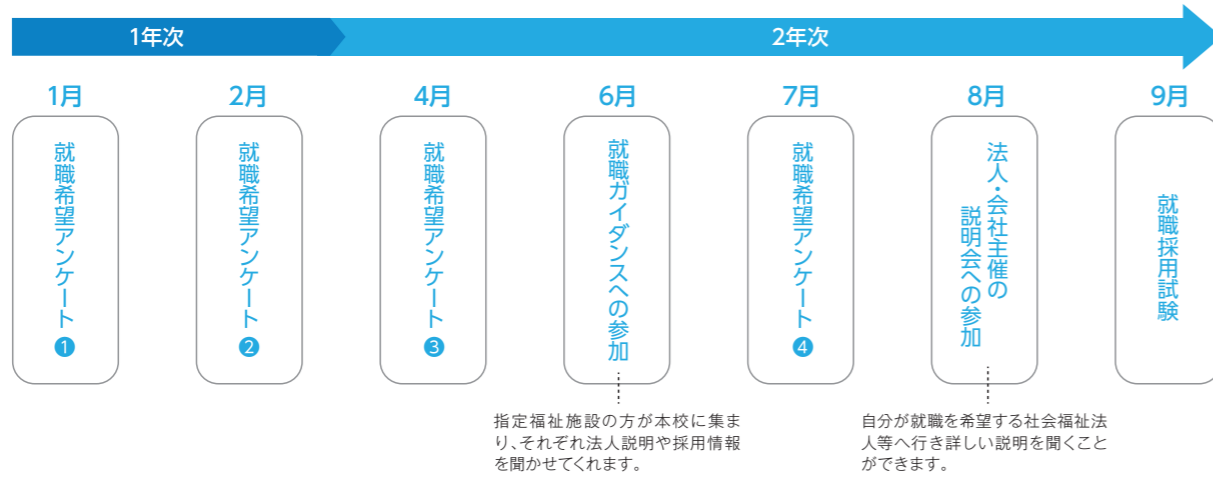 1年次
2年次
1月
2月
4月
6月
7月
8月
9月
就職希望アンケート❶
就職希望アンケート❷
就職希望アンケート❸
就職ガイダンスへの参加
就職希望アンケート❹
法人・会社主催の
説明会への参加
就職採用試験
指定福祉施設の方が本校に集ま
り、それぞれ法人説明や採用情報
を聞かせてくれます。
自分が就職を希望する社会福祉法
人等へ行き詳しい説明を聞くこと
ができます。